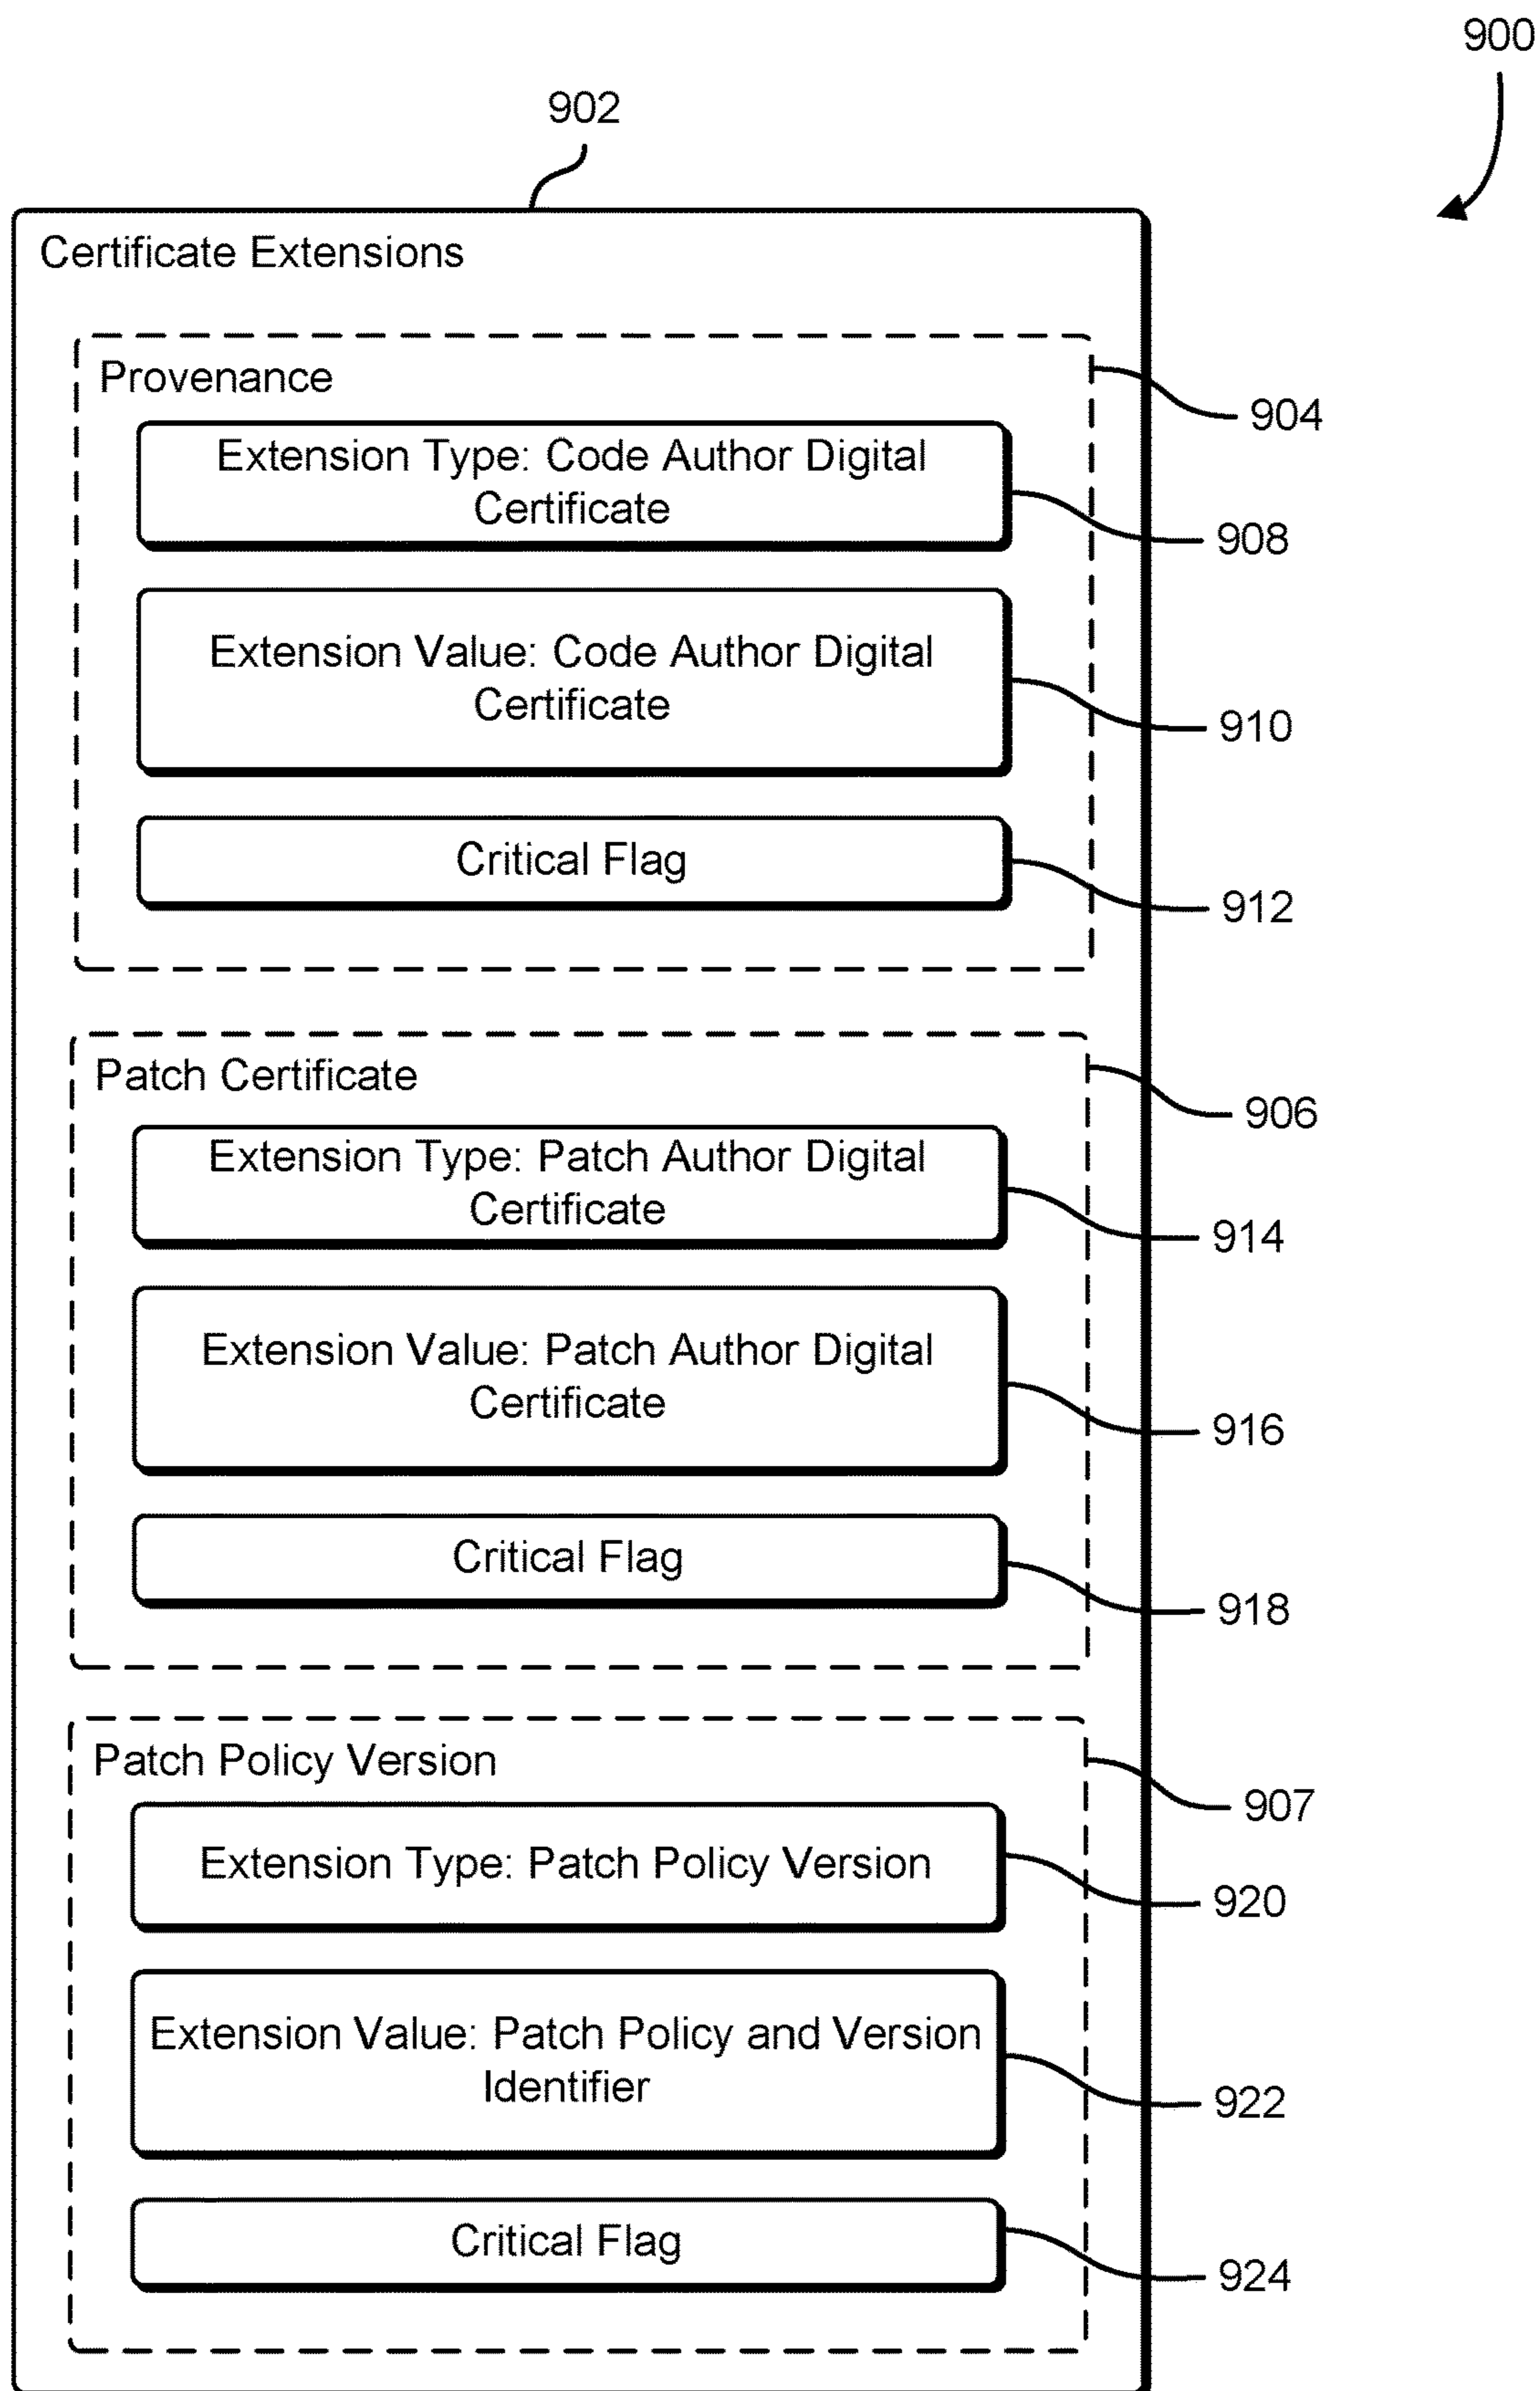 900
902
Certificate Extensions
Provenance
904
Extension Type: Code Author Digital
Certificate
908
Extension Value: Code Author Digital
Certificate
910
Critical Flag
912
Patch Certificate
906
Extension Type: Patch Author Digital
Certificate
914
Extension Value: Patch Author Digital
Certificate
916
Critical Flag
918
Patch Policy Version
907
Extension Type: Patch Policy Version
920
Extension Value: Patch Policy and Version
Identifier
922
Critical Flag
924